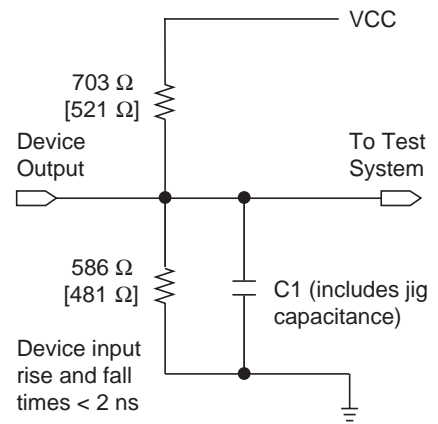 VCC
703 Ω
[521 Ω]
Device
Output
To Test
System
586 Ω
[481 Ω]
C1 (includes jig
capacitance)
Device input
rise and fall
times < 2 ns